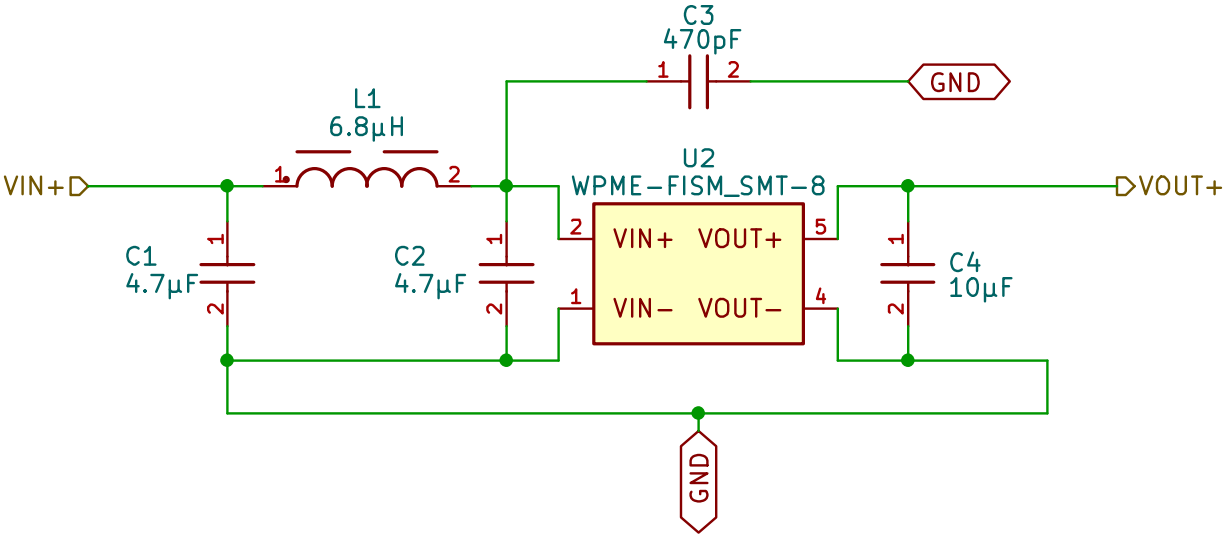 C3
470pF
1
2
GND
L1
6.8µH
1
2
U2
VIN+
WPME-FISM_SMT-8
VOUT+
1
C1
4.7µF
2
1
C2
4.7µF
2
2
VIN+
VOUT+
5
1
VIN-
VOUT-
4
1
C4
10µF
2
GND